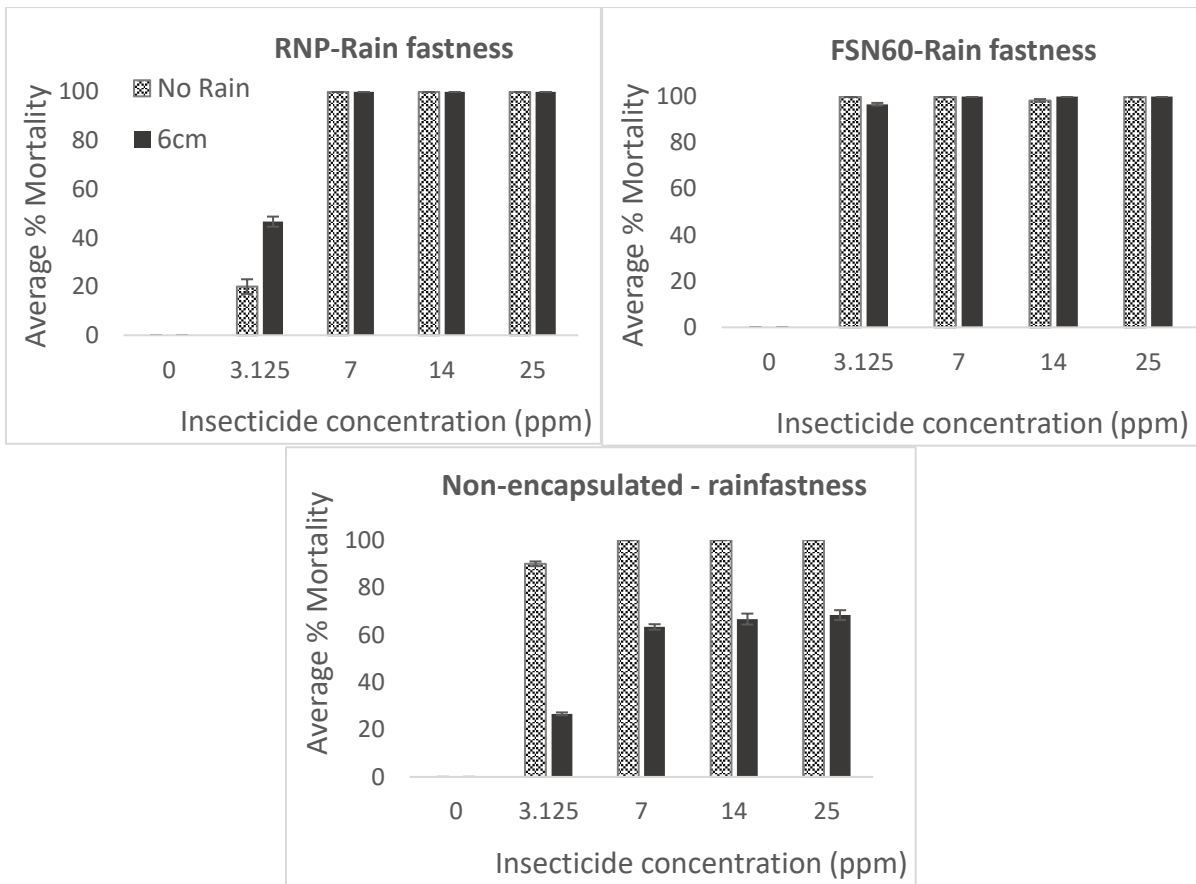 RNP-Rain fastness
No Rain
6cm
Average % Mortality
100
80
60
40
20
0
0 3.125 7 14 25
Insecticide concentration (ppm)
FSN60-Rain fastness
Average % Mortality
100
80
60
40
20
0
0 3.125 7 14 25
Insecticide concentration (ppm)
Non-encapsulated - rainfastness
Average % Mortality
100
80
60
40
20
0
0 3.125 7 14 25
Insecticide concentration (ppm)